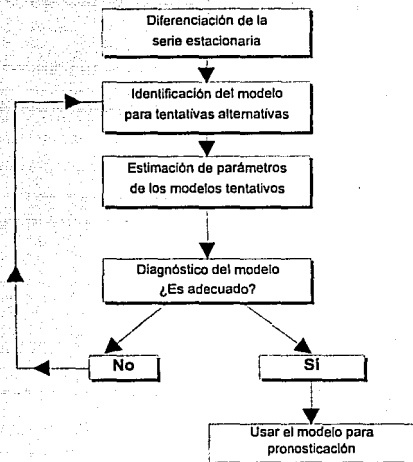 Diferenciación de la
serie estacionaria
Identificación del modelo
para tentativas alternativas
Estimación de parámetros
de los modelos tentativos
Diagnóstico del modelo
¿Es adecuado?
No
Sí
Usar el modelo para
pronosticación